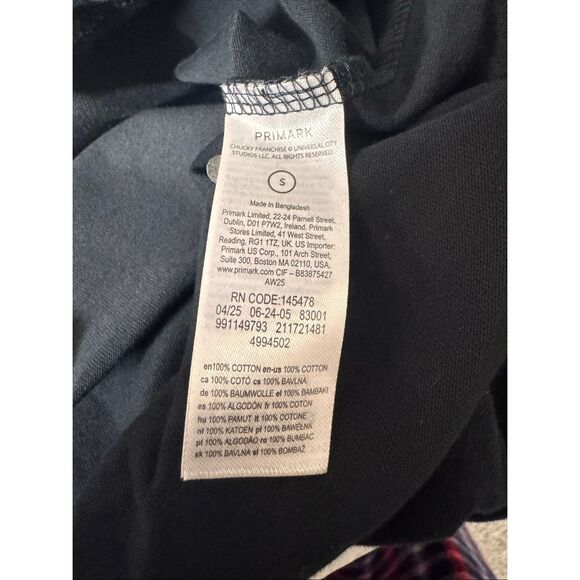 PRIMARK
CHUCKY FRANCHISE © UNIVERSAL CITY
STUDIOS LLC. ALL RIGHTS RESERVED.
S
Made In Bangladesh
Primark Limited, 22-24 Parnell Street,
Dublin, D01 P7W2, Ireland. Primark
Stores Limited, 41 West Street,
Reading, RG1 1TZ, UK. US Importer:
Primark US Corp., 101 Arch Street,
Suite 300, Boston MA 02110, USA.
www.primark.com CIF – B83875427
AW25
RN CODE:145478
04/25 06-24-05 83001
991149793 211721481
4994502
en100% COTTON en-us 100% COTTON
ca 100% COTÓ cs 100% BAVLNA
de 100% BAUMWOLLE el 100% BAMBAKI
es 100% ALGODÓN fr 100% COTON
hu 100% PAMUT it 100% COTONE
nl 100% KATOEN pl 100% BAWEŁNA
pt 100% ALGODÃO ro 100% BUMBAC
sk 100% BAVLNA sl 100% BOMBAŽ